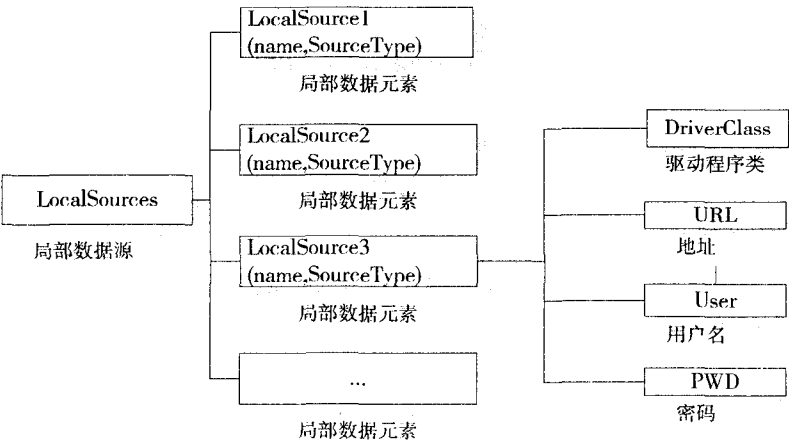 LocalSource1
(name,SourceType)
局部数据元素
LocalSource2
(name,SourceType)
局部数据元素
LocalSources
局部数据源
LocalSource3
(name,SourceType)
局部数据元素
...
局部数据元素
DriverClass
驱动程序类
URL
地址
User
用户名
PWD
密码